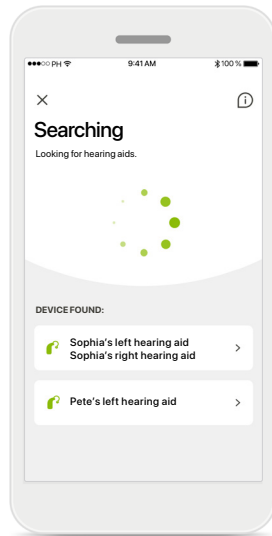 ●●●○○ PH 9:41 AM 100 %
Searching
Looking for hearing aids.
DEVICE FOUND:
Sophia's left hearing aid
Sophia's right hearing aid
Pete's left hearing aid